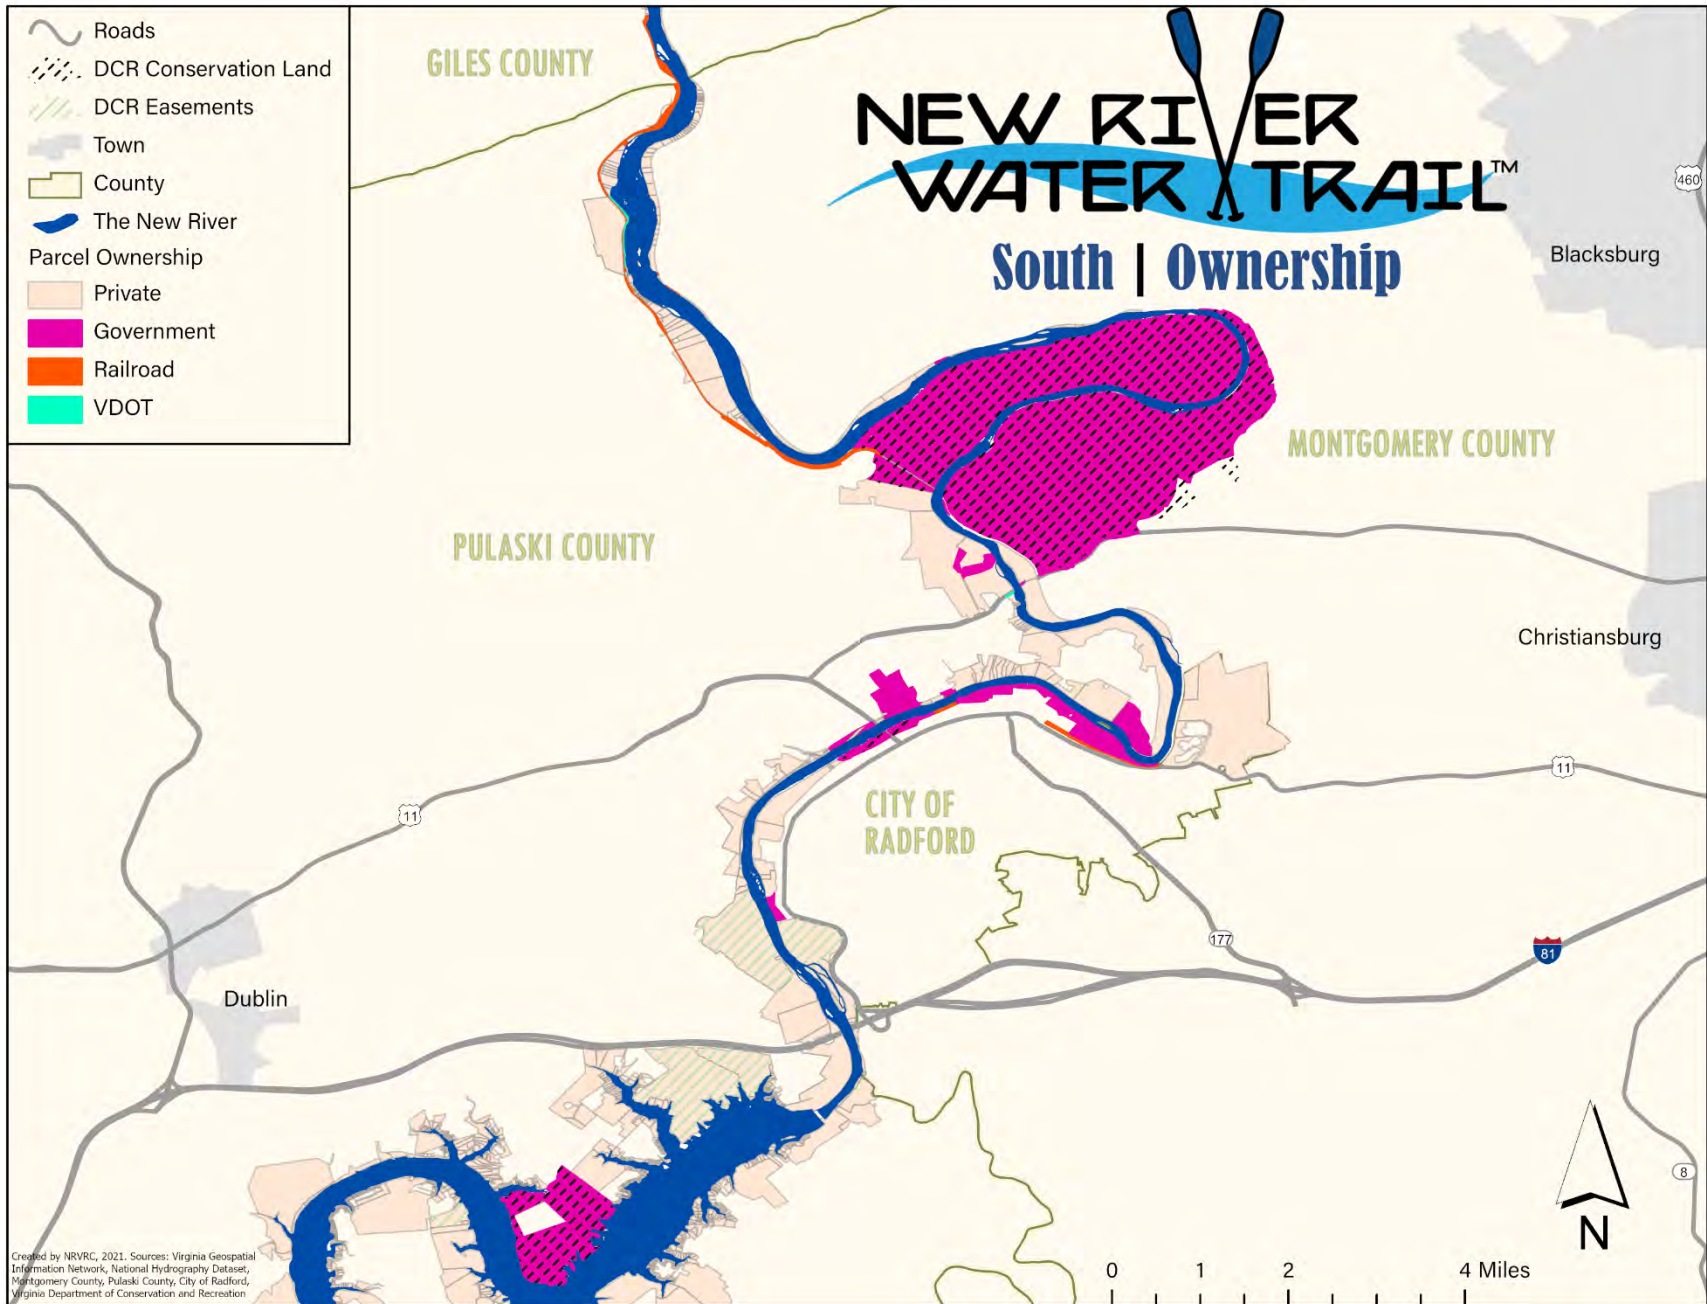 Roads
DCR Conservation Land
DCR Easements
Town
County
The New River
Parcel Ownership
Private
Government
Railroad
VDOT
GILES COUNTY
NEW RIVER
WATER TRAIL™
South | Ownership
460
Blacksburg
MONTGOMERY COUNTY
PULASKI COUNTY
Christiansburg
11
11
CITY OF
RADFORD
177
81
Dublin
8
N
0 1 2 4 Miles
Created by NRVRC, 2021. Sources: Virginia Geospatial
Information Network, National Hydrography Dataset,
Montgomery County, Pulaski County, City of Radford,
Virginia Department of Conservation and Recreation